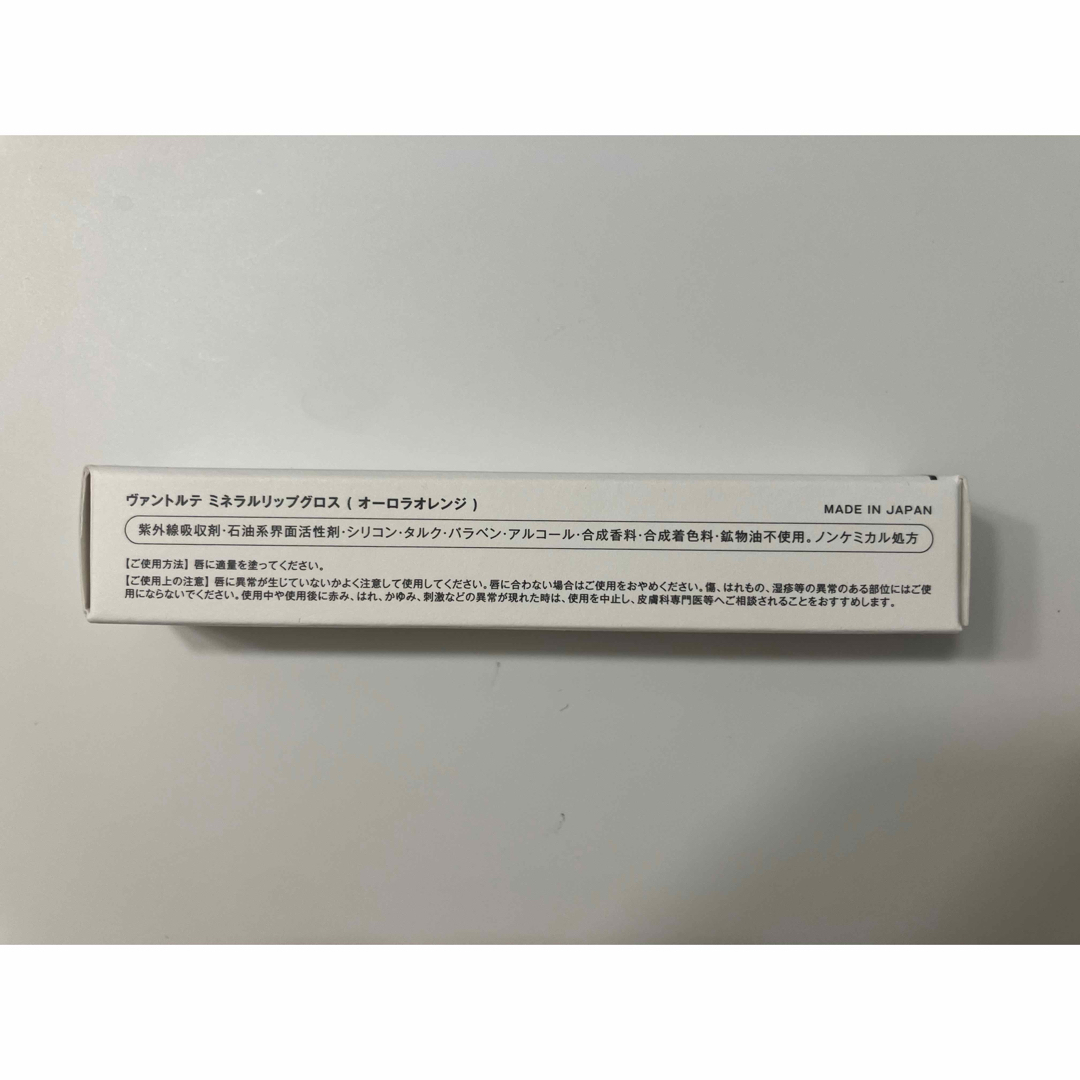 ヴァントルテ ミネラルリップグロス ( オーロラオレンジ )
MADE IN JAPAN
紫外線吸収剤・石油系界面活性剤・シリコン・タルク・パラベン・アルコール・合成香料・合成着色料・鉱物油不使用。ノンケミカル処方
【ご使用方法】唇に適量を塗ってください。
【ご使用上の注意】唇に異常が生じていないかよく注意して使用してください。唇に合わない場合はご使用をおやめください。傷、はれもの、湿疹等の異常のある部位にはご使
用にならないでください。使用中や使用後に赤み、はれ、かゆみ、刺激などの異常が現れた時は、使用を中止し、皮膚科専門医等へご相談されることをおすすめします。